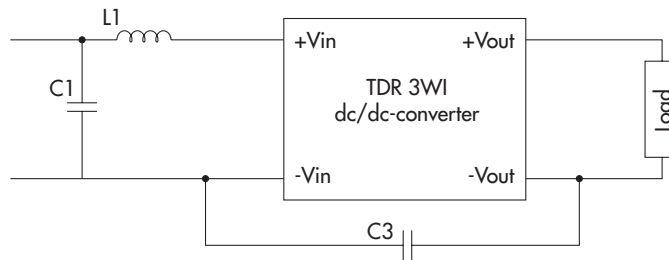 L1
+Vin
+Vout
C1
TDR 3WI
dc/dc-converter
Load
-Vin
-Vout
C3